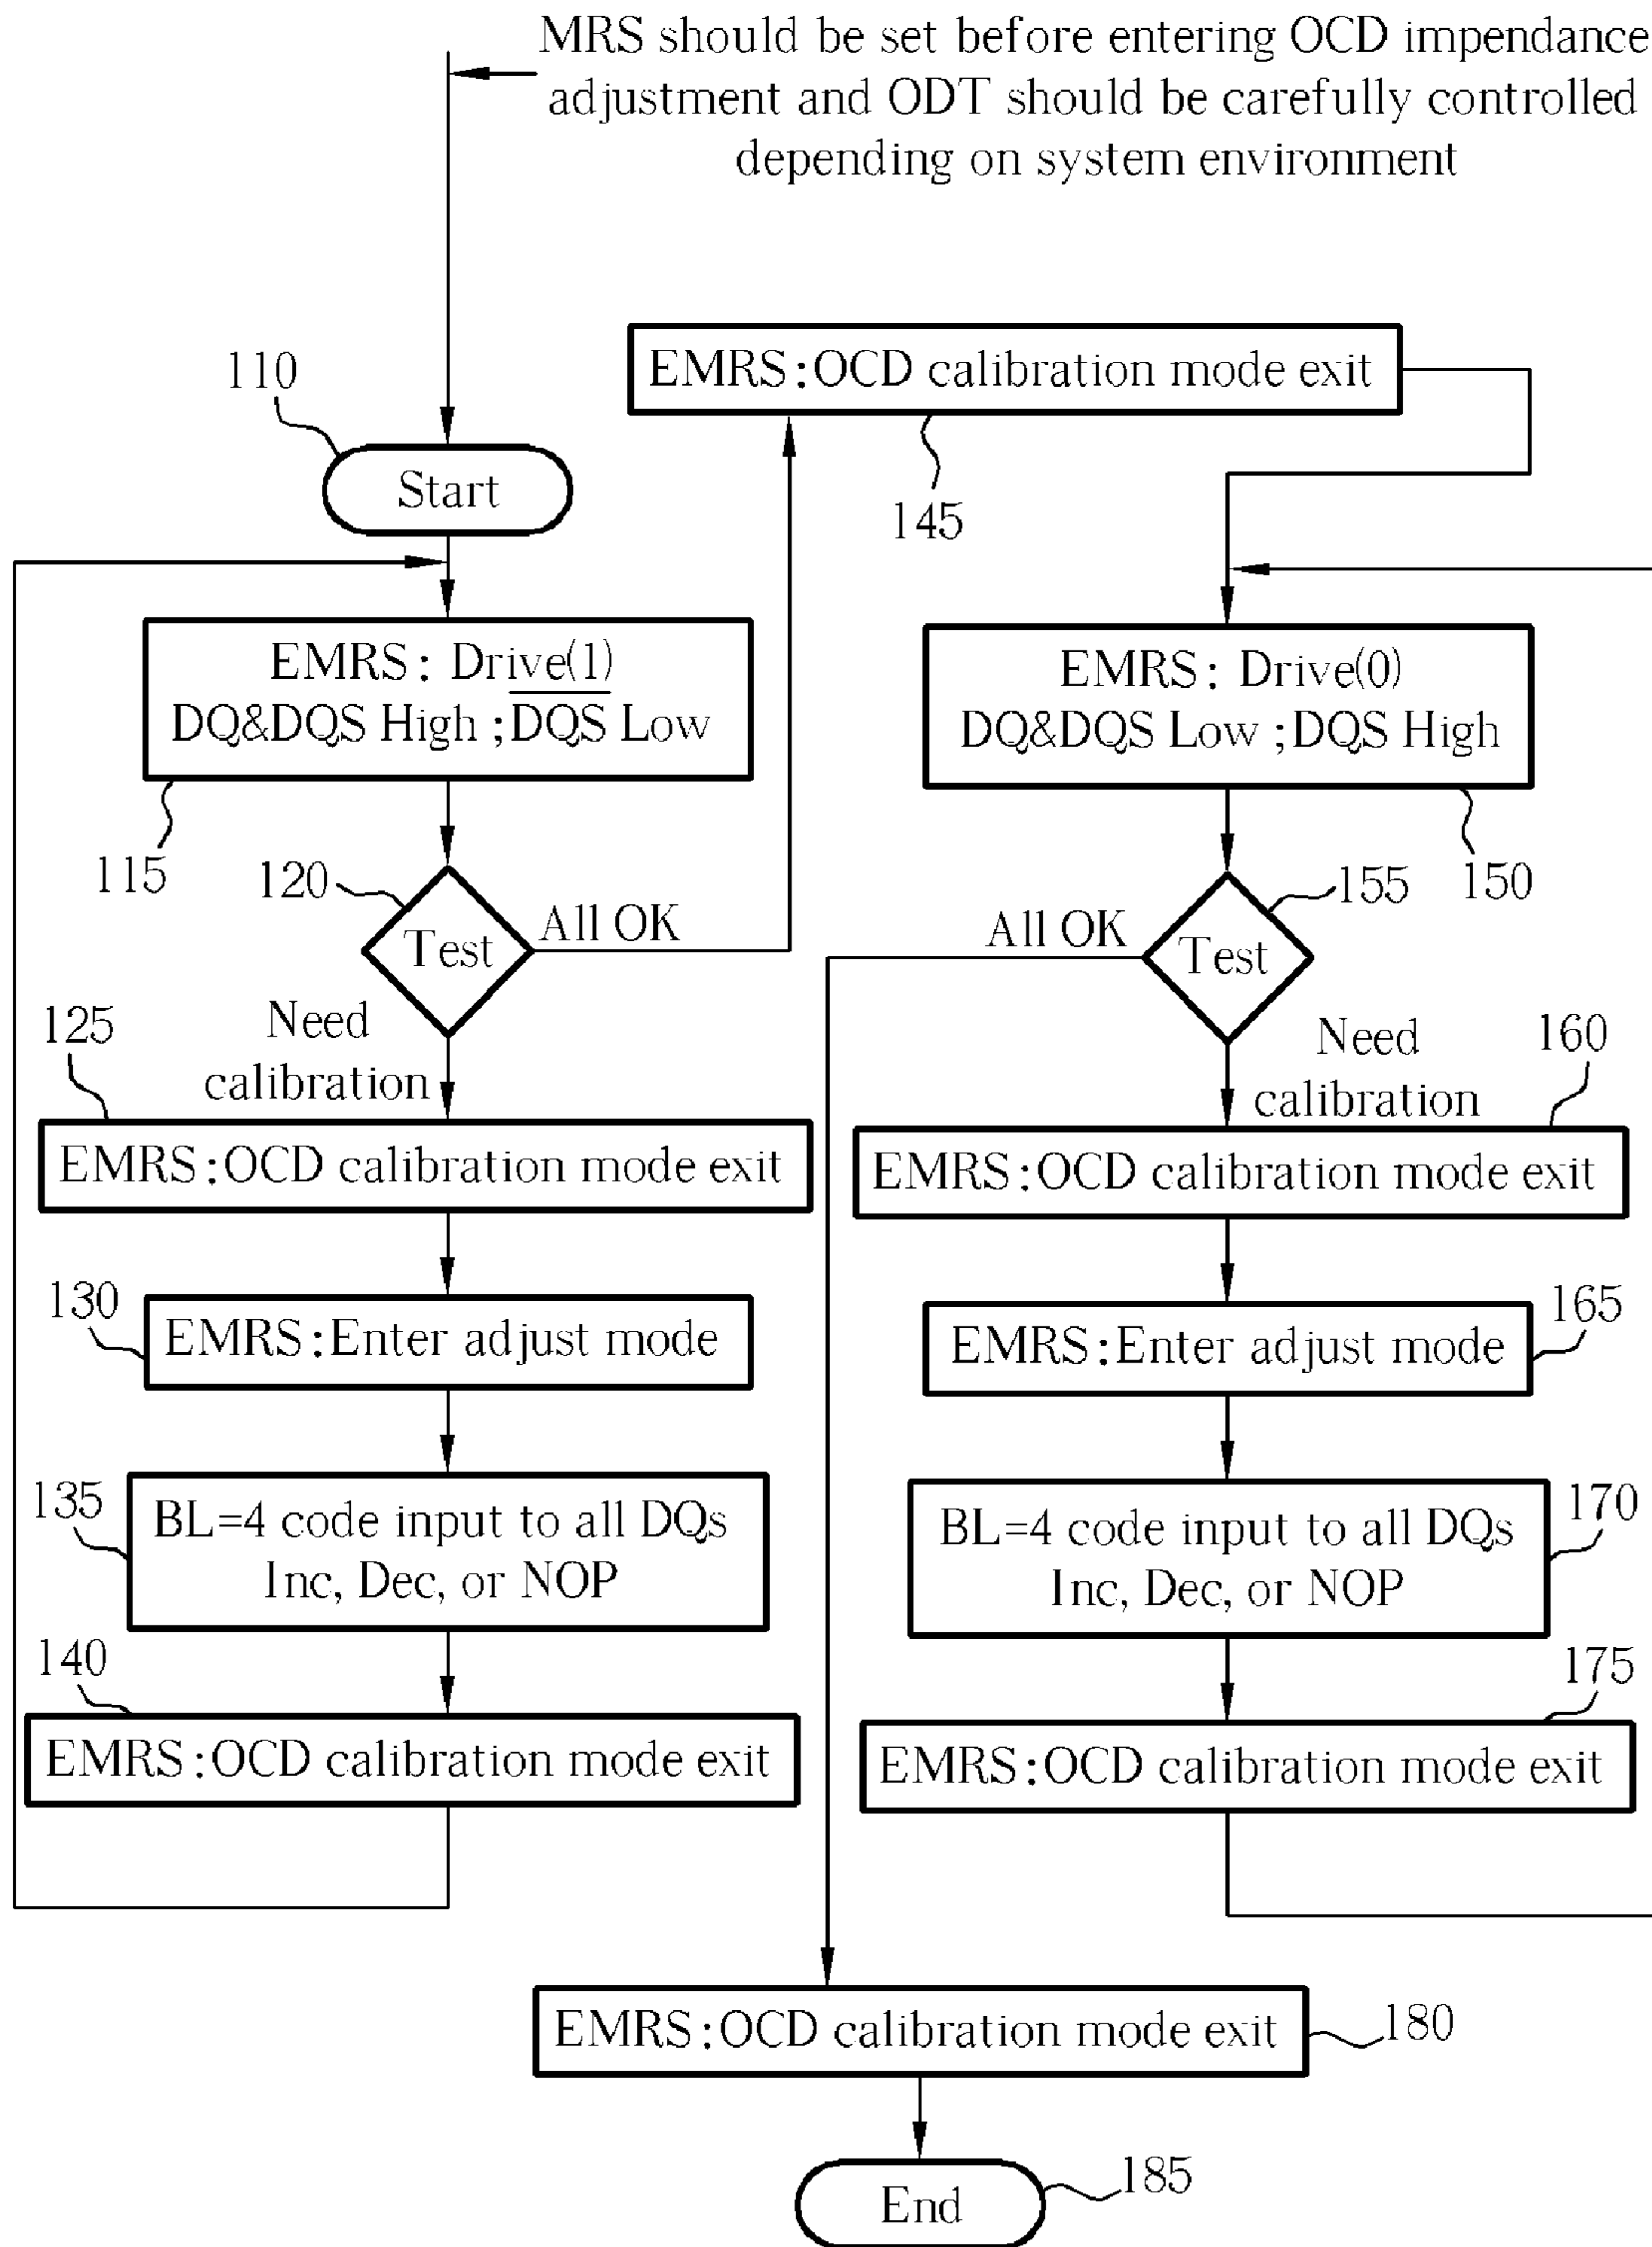 MRS should be set before entering OCD impendance
adjustment and ODT should be carefully controlled
depending on system environment
110
Start
EMRS:OCD calibration mode exit
145
EMRS: Drive(1)
DQ&DQS High ;D̅Q̅S̅ Low
115
120
Test
All OK
Need
calibration
125
EMRS:OCD calibration mode exit
130
EMRS:Enter adjust mode
135
BL=4 code input to all DQs
Inc, Dec, or NOP
140
EMRS:OCD calibration mode exit
EMRS: Drive(0)
DQ&DQS Low ;DQS High
150
155
All OK
Test
Need
calibration
160
EMRS:OCD calibration mode exit
165
EMRS:Enter adjust mode
170
BL=4 code input to all DQs
Inc, Dec, or NOP
175
EMRS:OCD calibration mode exit
EMRS:OCD calibration mode exit
180
End
185